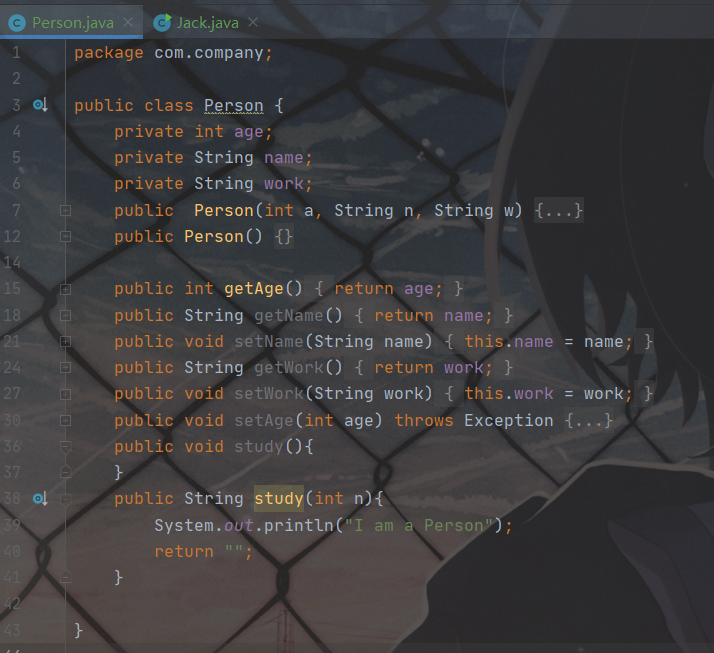 Person.java Jack.java
1 package com.company;
2
3 public class Person {
4 private int age;
5 private String name;
6 private String work;
7 public  Person(int a, String n, String w) {...}
12 public Person() {}
14
15 public int getAge() { return age; }
18 public String getName() { return name; }
21 public void setName(String name) { this.name = name; }
24 public String getWork() { return work; }
27 public void setWork(String work) { this.work = work; }
30 public void setAge(int age) throws Exception {...}
36 public void study(){
37 }
38 public String study(int n){
39 System.out.println("I am a Person");
40 return "";
41 }
42
43 }